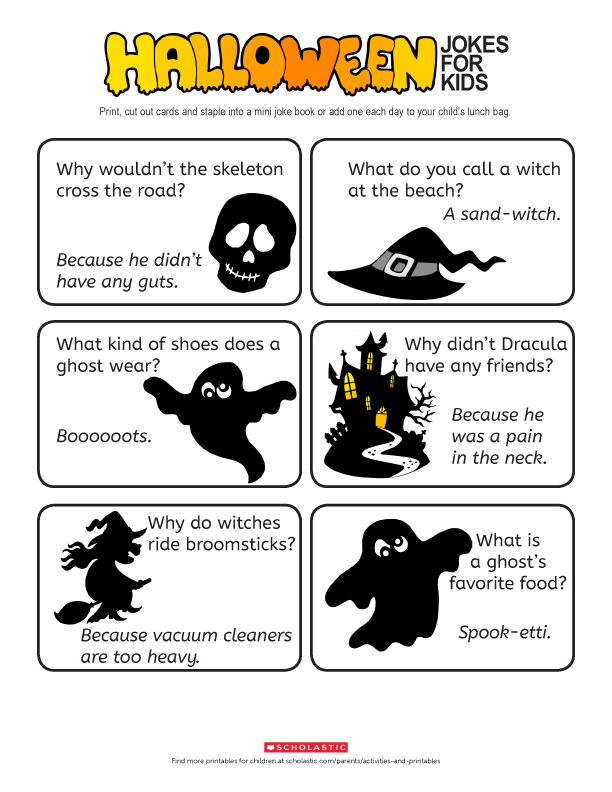 HALLOWEEN
JOKES
FOR
KIDS
Print, cut out cards and staple into a mini joke book or add one each day to your child's lunch bag.
Why wouldn't the skeleton
cross the road?
Because he didn't
have any guts.
What do you call a witch
at the beach?
A sand-witch.
What kind of shoes does a
ghost wear?
Boooooots.
Why didn't Dracula
have any friends?
Because he
was a pain
in the neck.
Why do witches
ride broomsticks?
Because vacuum cleaners
are too heavy.
What is
a ghost's
favorite food?
Spook-etti.
SCHOLASTIC
Find more printables for children at scholastic.com/parents/activities-and-printables